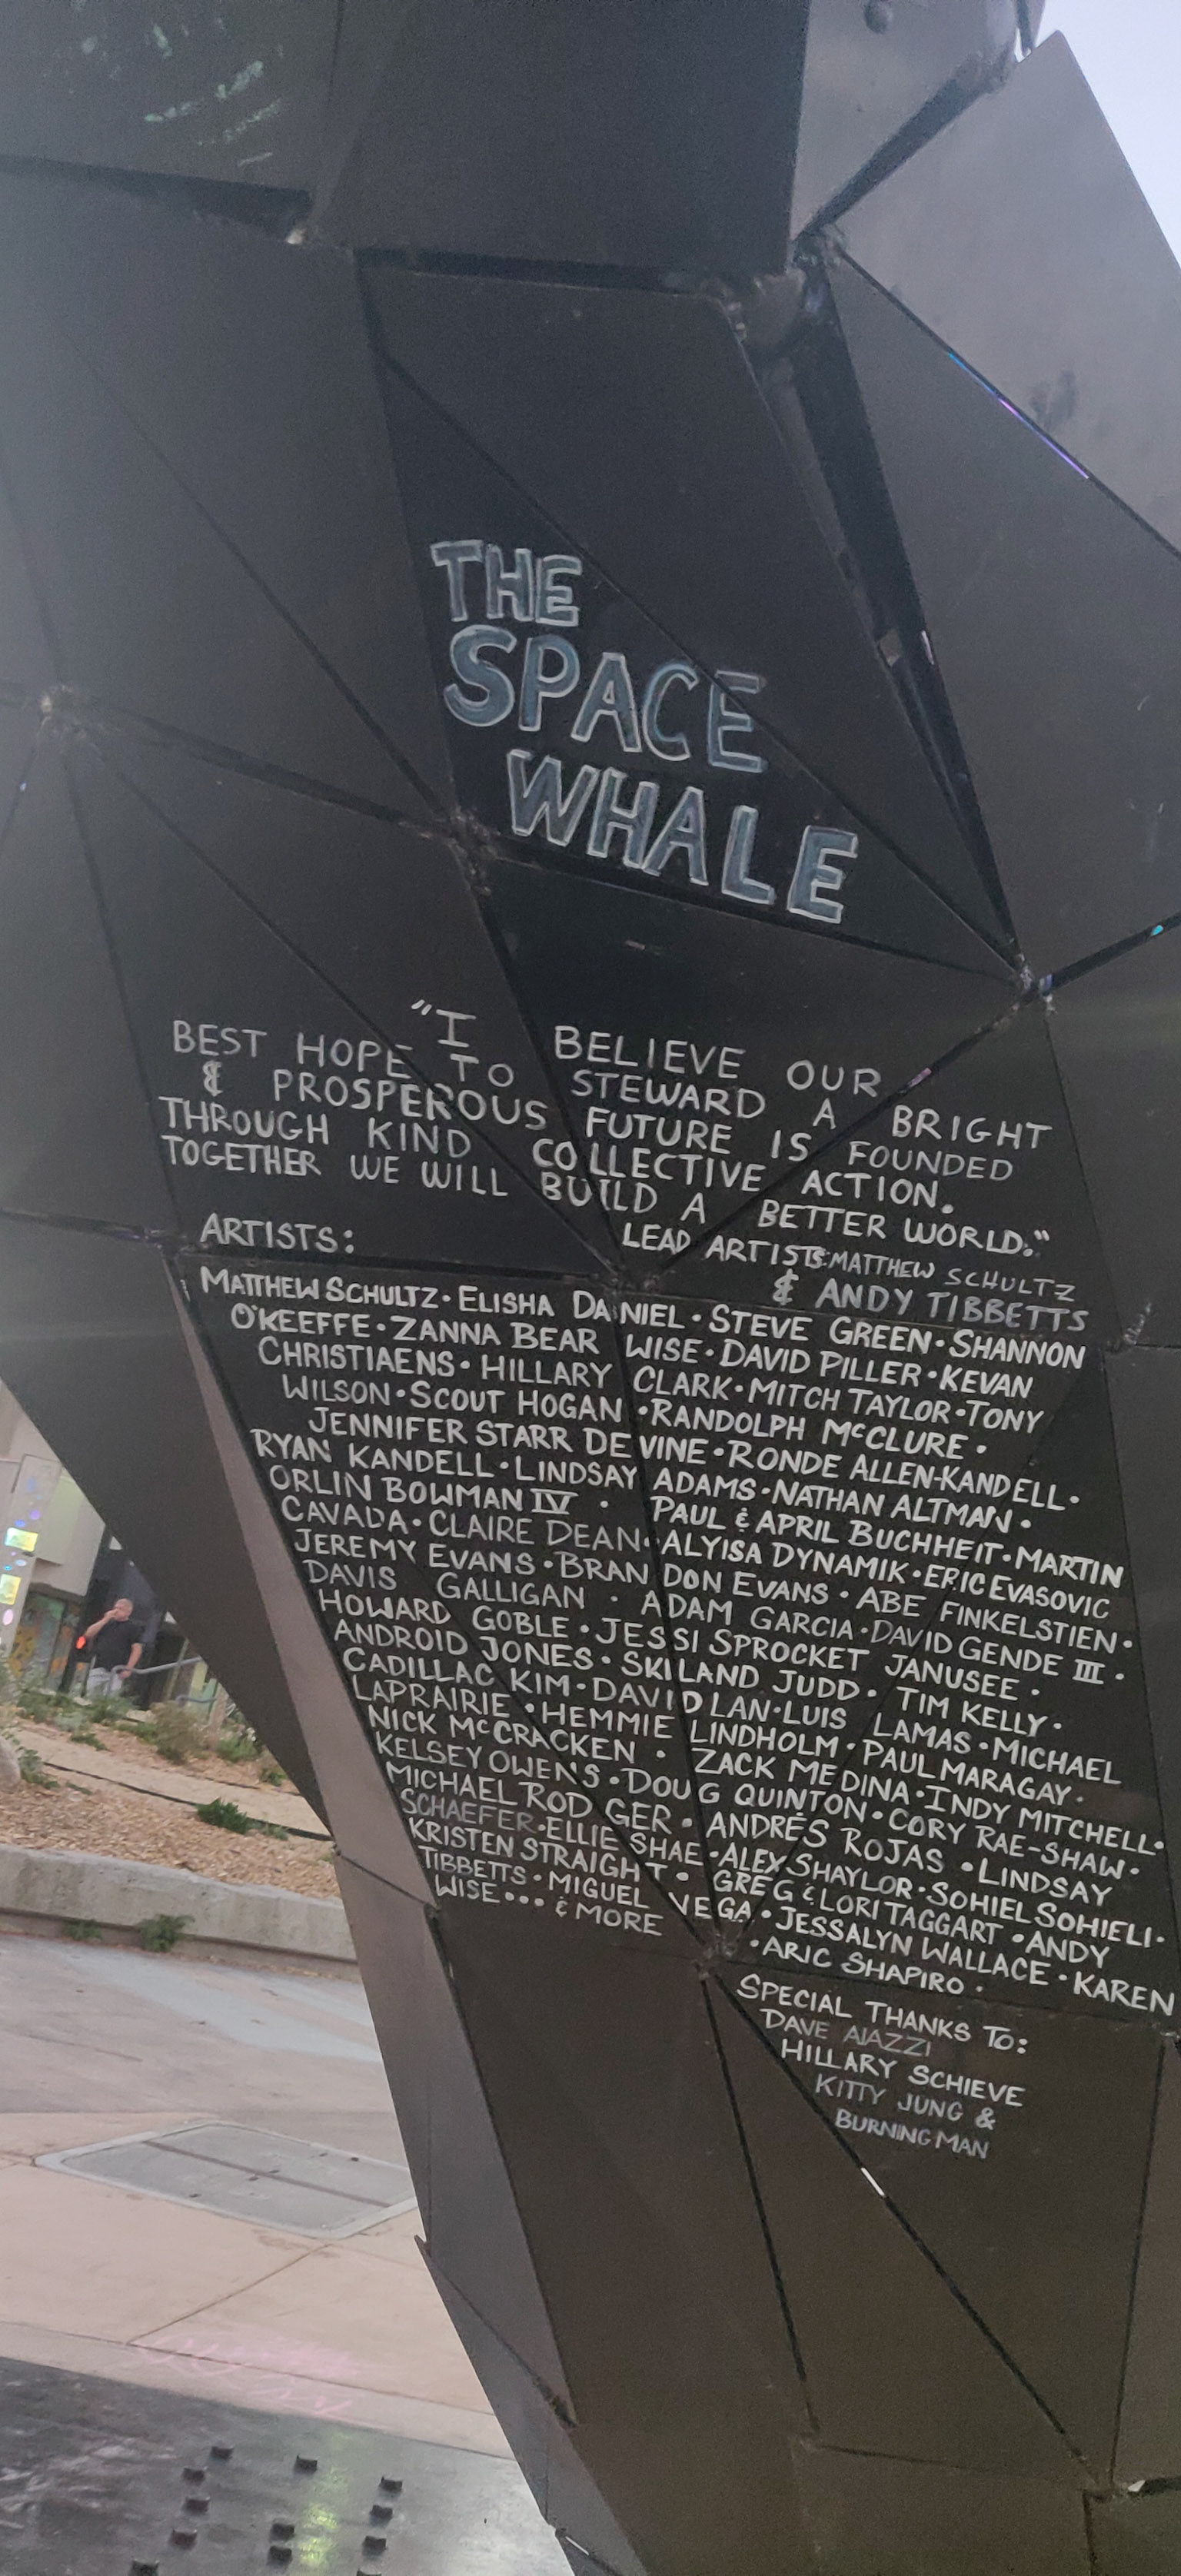 THE
SPACE
WHALE
"I BELIEVE OUR
BEST HOPE TO STEWARD A BRIGHT
& PROSPEROUS FUTURE IS FOUNDED
THROUGH KIND COLLECTIVE ACTION.
TOGETHER WE WILL BUILD A BETTER WORLD."
LEAD ARTISTS: MATTHEW SCHULTZ
& ANDY TIBBETTS
ARTISTS:
MATTHEW SCHULTZ • ELISHA DANIEL • STEVE GREEN • SHANNON
O'KEEFFE • ZANNA BEAR WISE • DAVID PILLER • KEVAN
CHRISTIAENS • HILLARY CLARK • MITCH TAYLOR • TONY
WILSON • SCOUT HOGAN • RANDOLPH McCLURE •
JENNIFER STARR DEVINE • RONDE ALLEN-KANDELL •
RYAN KANDELL • LINDSAY ADAMS • NATHAN ALTMAN •
ORLIN BOWMAN IV • PAUL & APRIL BUCHHEIT • MARTIN
CAVADA • CLAIRE DEAN • ALYISA DYNAMIK • ERIC EVASOVIC
JEREMY EVANS • BRANDON EVANS • ABE FINKELSTIEN •
DAVIS GALLIGAN • ADAM GARCIA • DAVID GENDE III •
HOWARD GOBLE • JESSI SPROCKET JANUSEE •
ANDROID JONES • SKILAND JUDD • TIM KELLY •
CADILLAC KIM • DAVID LAN • LUIS LAMAS • MICHAEL
LAPRAIRIE • HEMMIE LINDHOLM • PAUL MARAGAY •
NICK McCRACKEN • ZACK MEDINA • INDY MITCHELL •
KELSEY OWENS • DOUG QUINTON • CORY RAE-SHAW •
MICHAEL RODGER • ANDRÉS ROJAS • LINDSAY
SCHAEFER • ELLIE SHAE • ALEX SHAYLOR • SOHIEL SOHIELI •
KRISTEN STRAIGHT • GREG & LORI TAGGART • ANDY
TIBBETTS • MIGUEL VEGA • JESSALYN WALLACE • KAREN
WISE... & MORE • ARIC SHAPIRO •
SPECIAL THANKS TO:
DAVE AIAZZI
HILLARY SCHIEVE
KITTY JUNG &
BURNING MAN